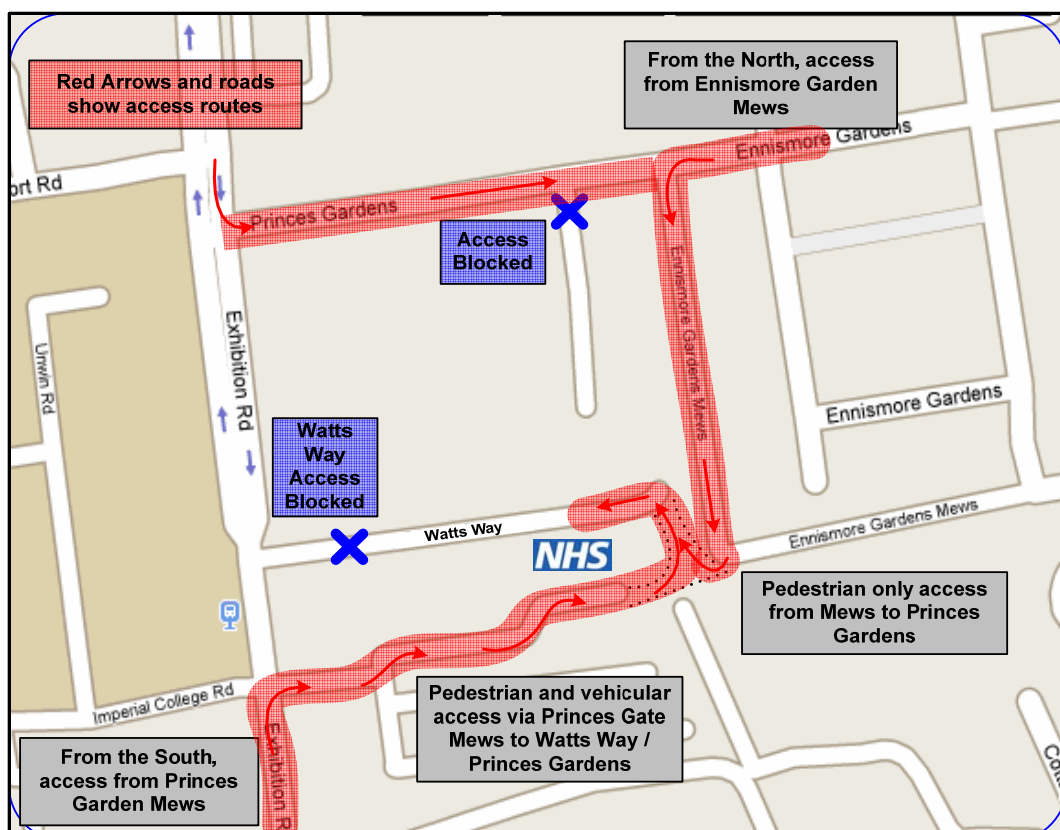 Red Arrows and roads
show access routes
From the North, access
from Ennismore Garden
Mews
Ennismore Gardens
ort Rd
Princes Gardens
Access
Blocked
Ennismore Gardens Mews
Exhibition Rd
Unwin Rd
Ennismore Gardens
Watts
Way
Access
Blocked
Watts Way
Ennismore Gardens Mews
NHS
Pedestrian only access
from Mews to Princes
Gardens
Imperial College Rd
Pedestrian and vehicular
access via Princes Gate
Mews to Watts Way /
Princes Gardens
From the South,
access from Princes
Garden Mews
Exhibition R